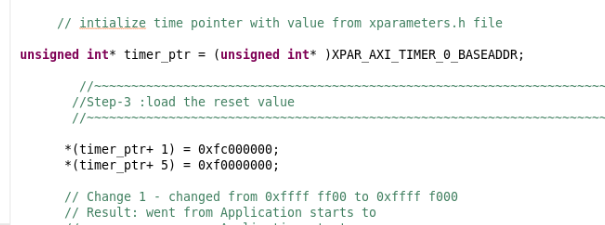 // intialize time pointer with value from xparameters.h file
unsigned int* timer_ptr = (unsigned int* )XPAR_AXI_TIMER_0_BASEADDR;
//~~~~~~~~~~~~~~~~~~~~~~~~~~~~~~~~~~~~~~~~~~~~~~~~~~~~~~~~~~~~~~~~~~~~~
//Step-3 :load the reset value
//~~~~~~~~~~~~~~~~~~~~~~~~~~~~~~~~~~~~~~~~~~~~~~~~~~~~~~~~~~~~~~~~~~~~~~
*(timer_ptr+ 1) = 0xfc000000;
*(timer_ptr+ 5) = 0xf0000000;
// Change 1 - changed from 0xffff ff00 to 0xffff f000
// Result: went from Application starts to